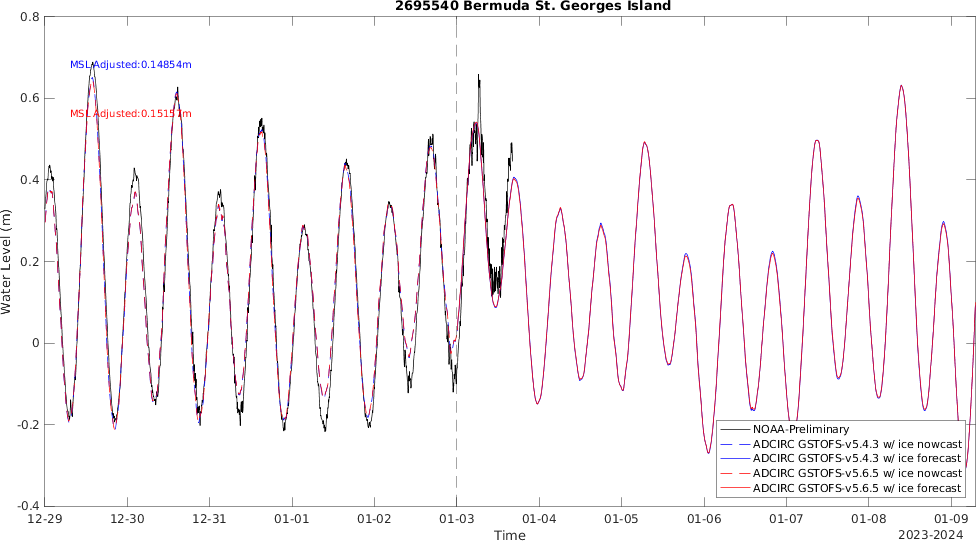 2695540 Bermuda St. Georges Island
0.8
0.6
0.4
0.2
0
-0.2
-0.4
Water Level (m)
MSL Adjusted:0.14854m
MSL Adjusted:0.15157m
NOAA-Preliminary
ADCIRC GSTOFS-v5.4.3 w/ ice nowcast
ADCIRC GSTOFS-v5.4.3 w/ ice forecast
ADCIRC GSTOFS-v5.6.5 w/ ice nowcast
ADCIRC GSTOFS-v5.6.5 w/ ice forecast
12-29 12-30 12-31 01-01 01-02 01-03 01-04 01-05 01-06 01-07 01-08 01-09
Time
2023-2024